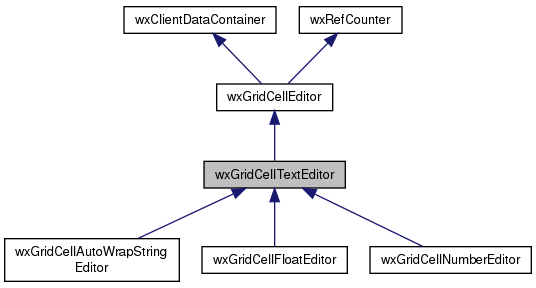 wxClientDataContainer
wxRefCounter
wxGridCellEditor
wxGridCellTextEditor
wxGridCellAutoWrapString
Editor
wxGridCellFloatEditor
wxGridCellNumberEditor